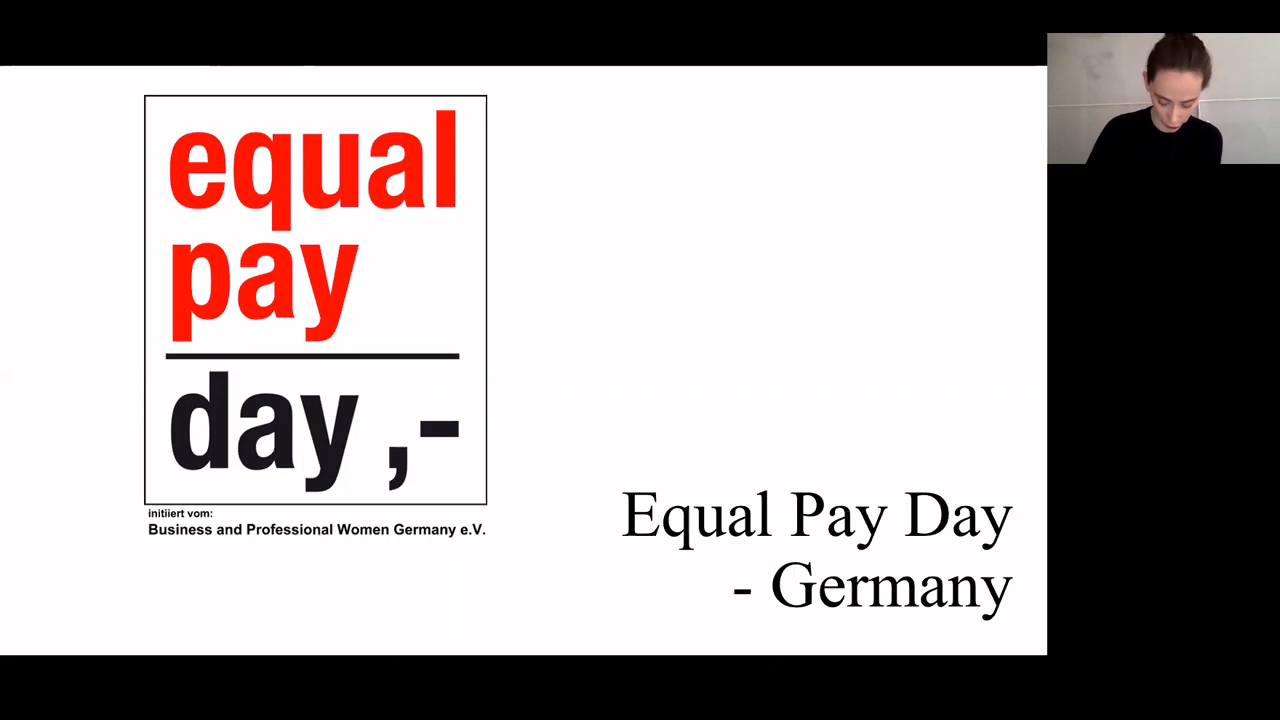 equal
pay
day ,-
initiiert vom:
Business and Professional Women Germany e.V.
Equal Pay Day
- Germany